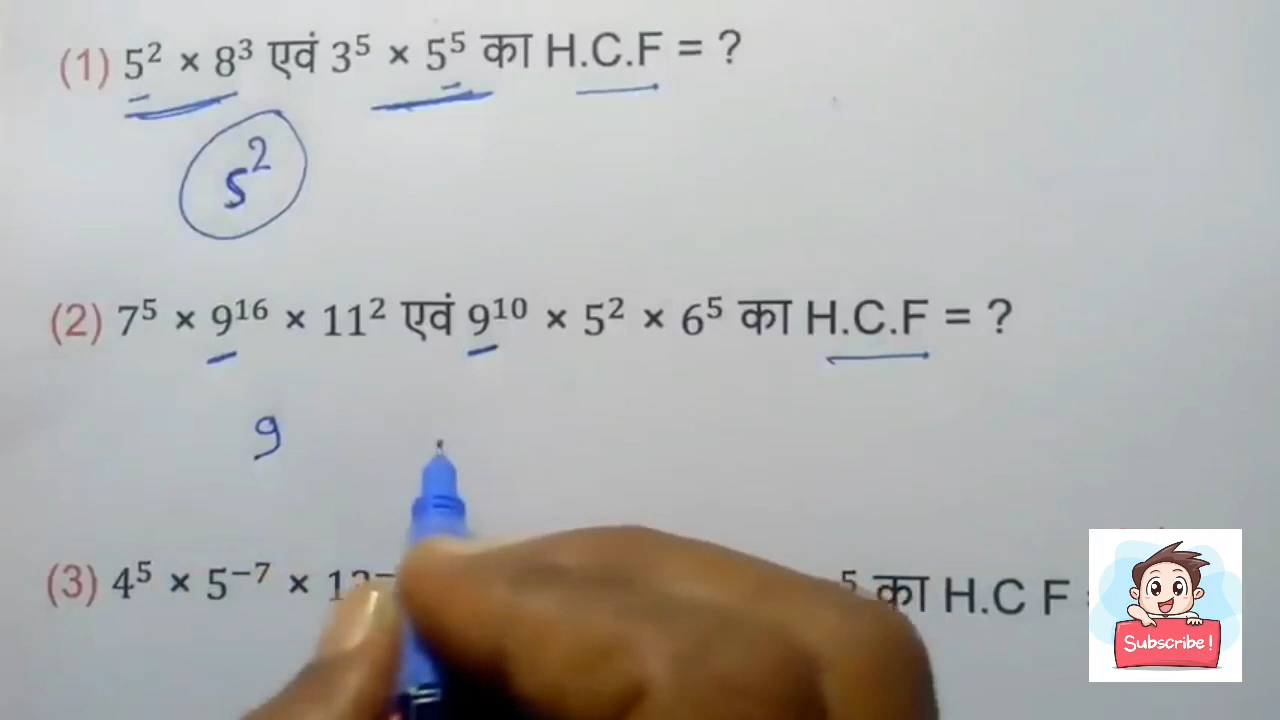 (1) 5² × 8³ एवं 3⁵ × 5⁵ का H.C.F = ?
5²
(2) 7⁵ × 9¹⁶ × 11² एवं 9¹⁰ × 5² × 6⁵ का H.C.F = ?
9
(3) 4⁵ × 5⁻⁷ × ⁵ का H.C F
Subscribe!